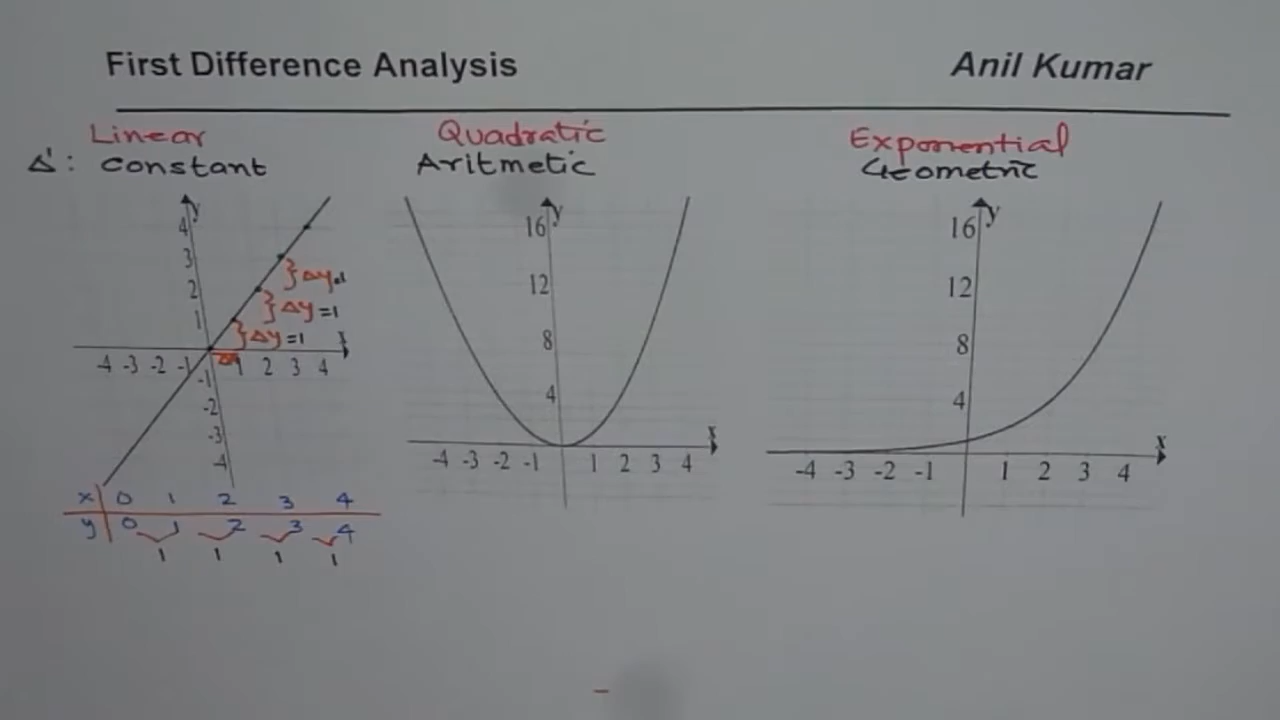 First Difference Analysis
Anil Kumar
Linear
Δ': Constant
Quadratic
Aritmetic
Exponential
Geometric
y
4
3
2
1
}Δy=1
}Δy=1
}Δy=1
x
-4 -3 -2 -1 1 2 3 4
-1
-2
-3
-4
y
16
12
8
4
x
-4 -3 -2 -1 1 2 3 4
y
16
12
8
4
x
-4 -3 -2 -1 1 2 3 4
x 0 1 2 3 4
y 0 1 2 3 4
1 1 1 1